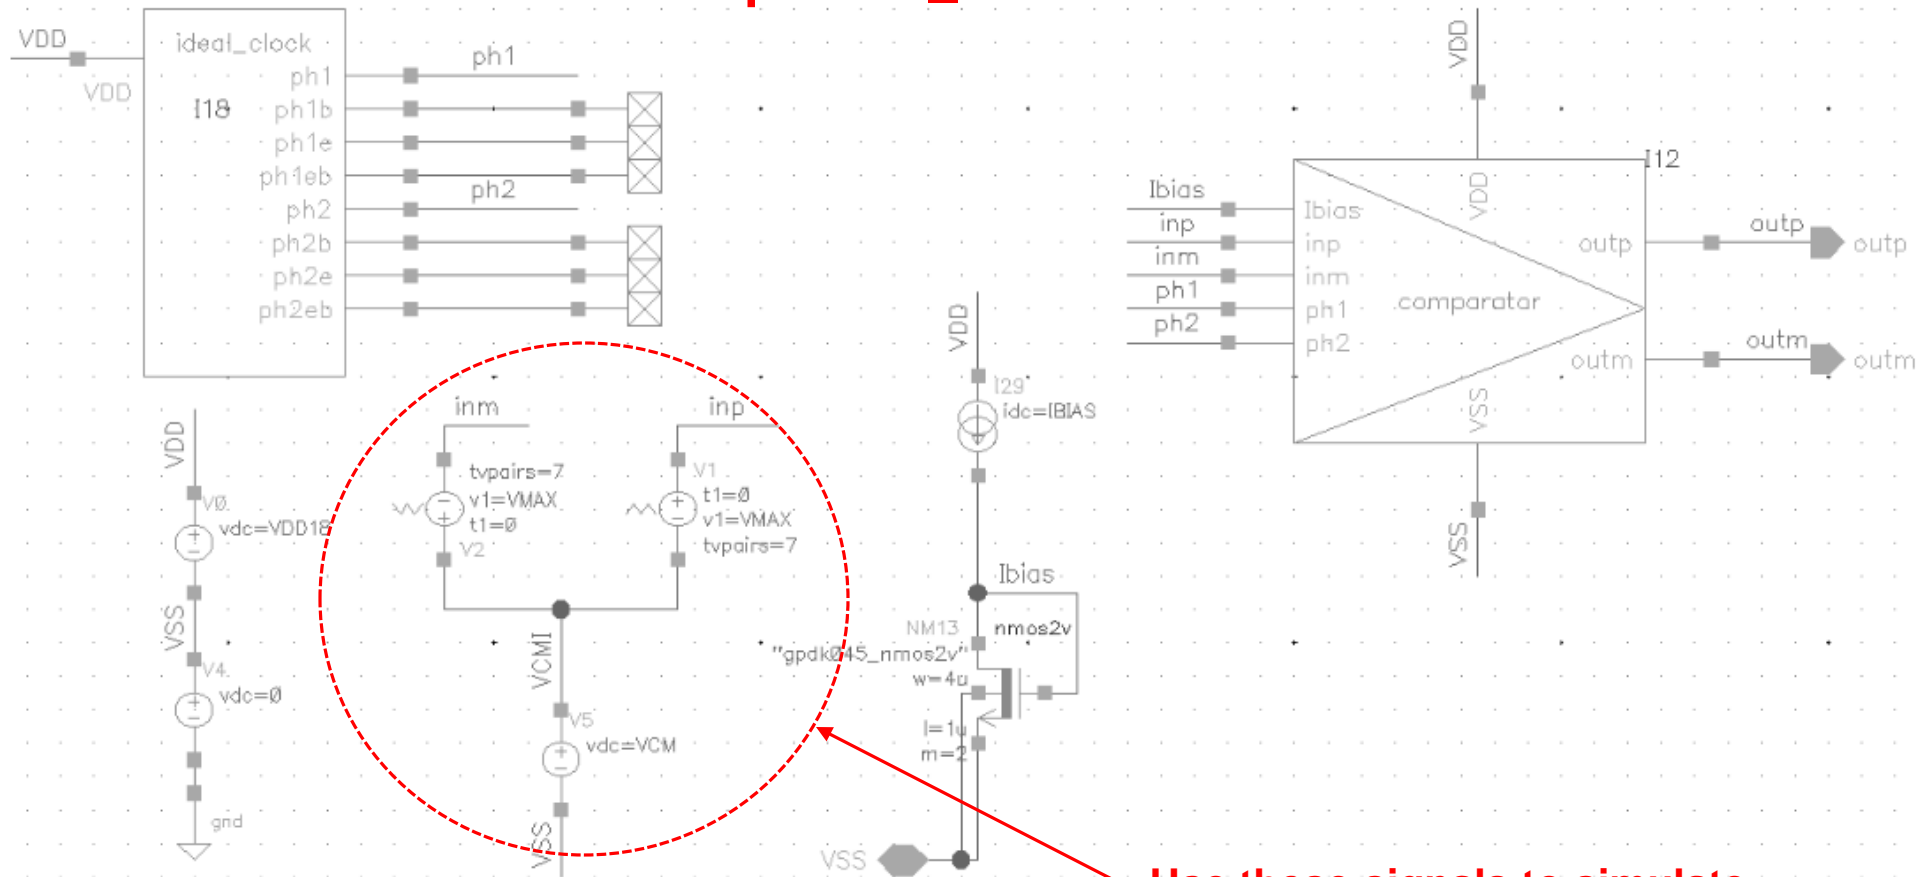 VDD
VDD
ideal_clock
I18
ph1
ph1b
ph1e
ph1eb
ph2
ph2b
ph2e
ph2eb
ph1
ph2
VDD
V0
vdc=VDD18
VSS
V4
vdc=0
gnd
inm
tvpairs=7
v1=VMAX
t1=0
V2
inp
V1
t1=0
v1=VMAX
tvpairs=7
VCMI
V5
vdc=VCM
VSS
VDD
I29
idc=IBIAS
Ibias
NM13
nmos2v
"gpdk045_nmos2v"
w=4u
l=1u
m=2
VSS
VDD
I12
Ibias
inp
inm
ph1
ph2
VDD
Ibias
inp
inm
ph1
ph2
comparator
outp
outm
VSS
outp
outp
outm
outm
VSS